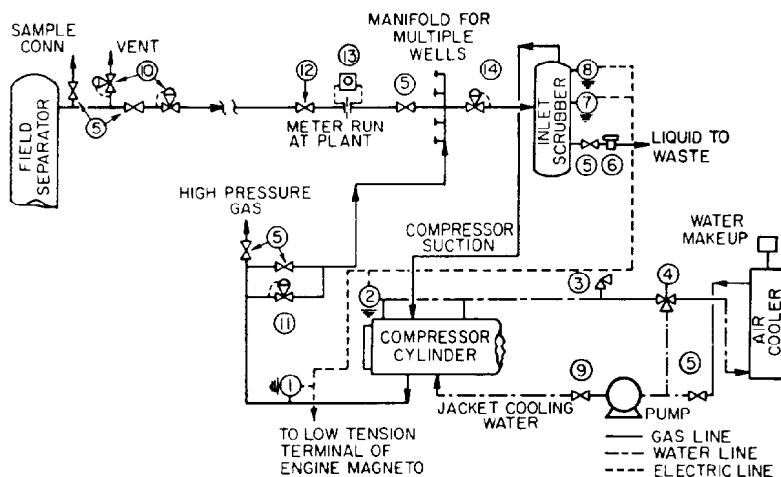 MANIFOLD FOR
MULTIPLE
WELLS
SAMPLE
CONN
VENT
10
13
12
5
14
8
7
5
FIELD
SEPARATOR
METER RUN
AT PLANT
INLET
SCRUBBER
LIQUID TO
WASTE
5
6
HIGH PRESSURE
GAS
5
COMPRESSOR
SUCTION
WATER
MAKEUP
2
3
4
11
COMPRESSOR
CYLINDER
AIR
COOLER
1
9
5
JACKET COOLING
WATER
PUMP
TO LOW TENSION
TERMINAL OF
ENGINE MAGNETO
GAS LINE
WATER LINE
ELECTRIC LINE